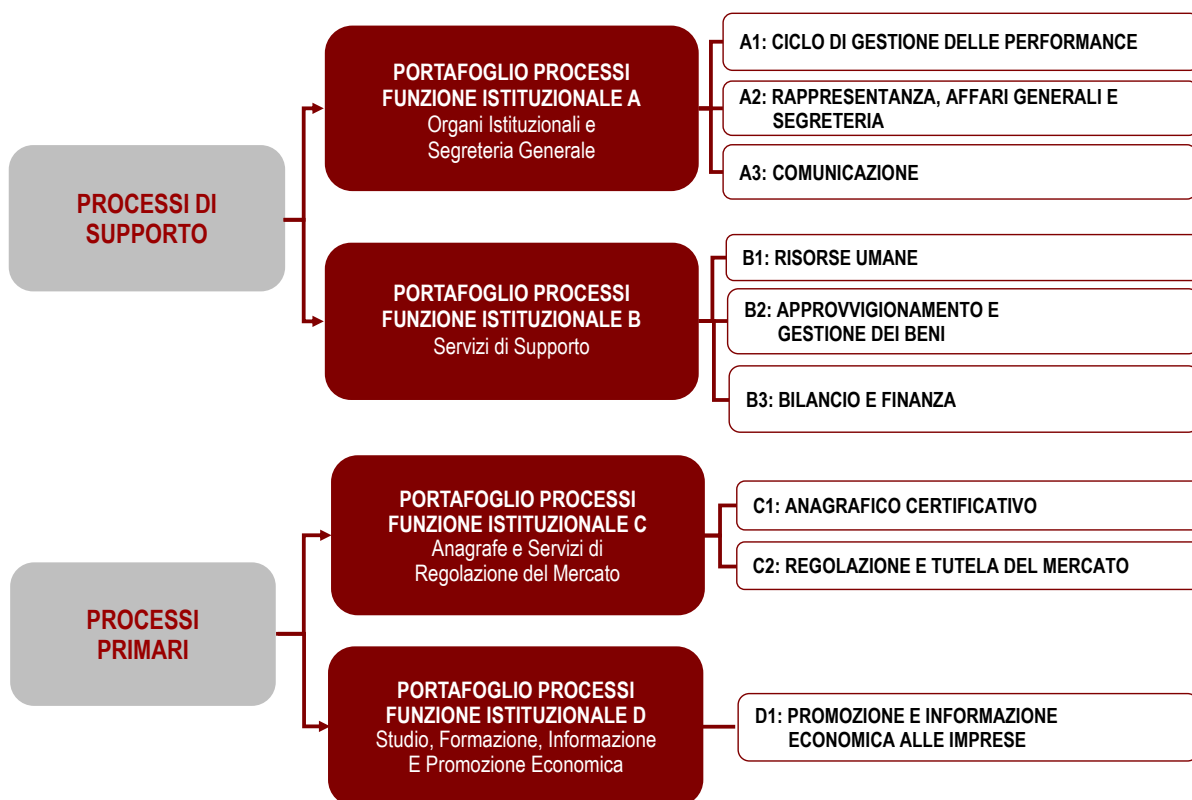 PROCESSI DI
SUPPORTO
PORTAFOGLIO PROCESSI
FUNZIONE ISTITUZIONALE A
Organi Istituzionali e
Segreteria Generale
A1: CICLO DI GESTIONE DELLE PERFORMANCE
A2: RAPPRESENTANZA, AFFARI GENERALI E
SEGRETERIA
A3: COMUNICAZIONE
PORTAFOGLIO PROCESSI
FUNZIONE ISTITUZIONALE B
Servizi di Supporto
B1: RISORSE UMANE
B2: APPROVVIGIONAMENTO E
GESTIONE DEI BENI
B3: BILANCIO E FINANZA
PROCESSI
PRIMARI
PORTAFOGLIO PROCESSI
FUNZIONE ISTITUZIONALE C
Anagrafe e Servizi di
Regolazione del Mercato
C1: ANAGRAFICO CERTIFICATIVO
C2: REGOLAZIONE E TUTELA DEL MERCATO
PORTAFOGLIO PROCESSI
FUNZIONE ISTITUZIONALE D
Studio, Formazione, Informazione
E Promozione Economica
D1: PROMOZIONE E INFORMAZIONE
ECONOMICA ALLE IMPRESE